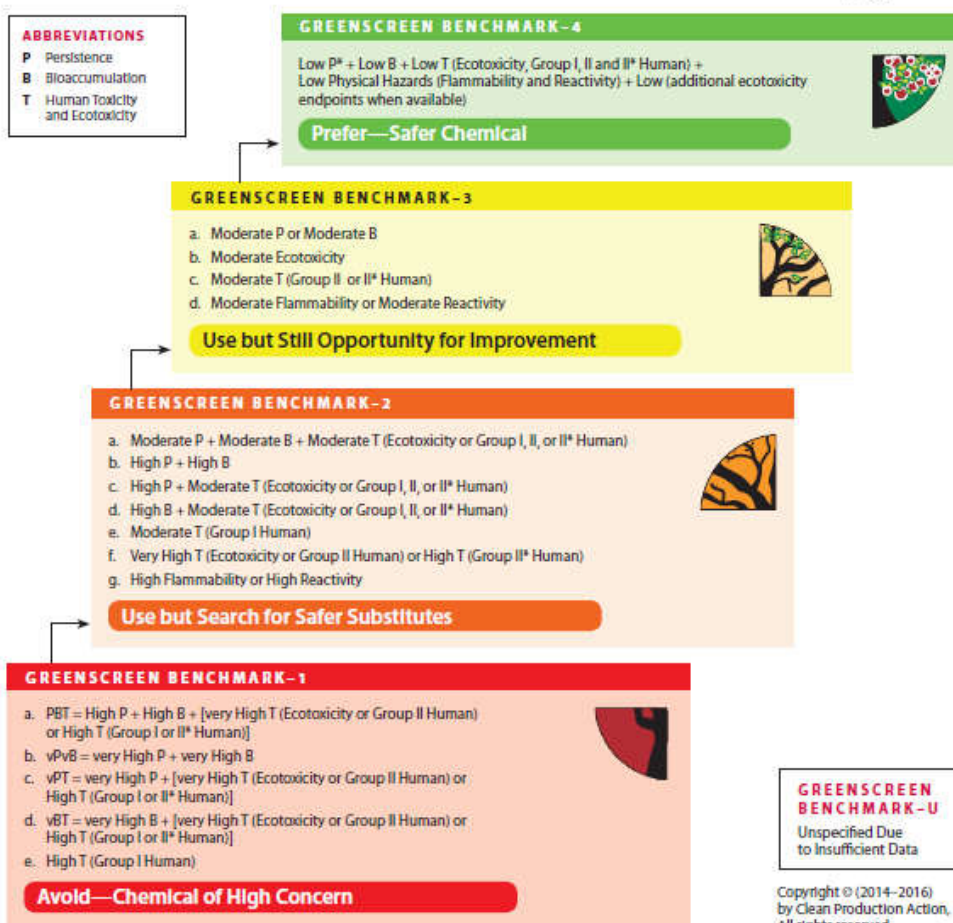 ABBREVIATIONS
P Persistence
B Bioaccumulation
T Human Toxicity
and Ecotoxicity
GREENSCREEN BENCHMARK–4
Low P* + Low B + Low T (Ecotoxicity, Group I, II and II* Human) +
Low Physical Hazards (Flammability and Reactivity) + Low (additional ecotoxicity
endpoints when available)
Prefer—Safer Chemical
GREENSCREEN BENCHMARK–3
a. Moderate P or Moderate B
b. Moderate Ecotoxicity
c. Moderate T (Group II or II* Human)
d. Moderate Flammability or Moderate Reactivity
Use but Still Opportunity for Improvement
GREENSCREEN BENCHMARK–2
a. Moderate P + Moderate B + Moderate T (Ecotoxicity or Group I, II, or II* Human)
b. High P + High B
c. High P + Moderate T (Ecotoxicity or Group I, II, or II* Human)
d. High B + Moderate T (Ecotoxicity or Group I, II, or II* Human)
e. Moderate T (Group I Human)
f. Very High T (Ecotoxicity or Group II Human) or High T (Group II* Human)
g. High Flammability or High Reactivity
Use but Search for Safer Substitutes
GREENSCREEN BENCHMARK–1
a. PBT = High P + High B + [very High T (Ecotoxicity or Group II Human)
or High T (Group I or II* Human)]
b. vPvB = very High P + very High B
c. vPT = very High P + [very High T (Ecotoxicity or Group II Human) or
High T (Group I or II* Human)]
d. vBT = very High B + [very High T (Ecotoxicity or Group II Human) or
High T (Group I or II* Human)]
e. High T (Group I Human)
Avoid—Chemical of High Concern
GREENSCREEN
BENCHMARK–U
Unspecified Due
to Insufficient Data
Copyright © (2014–2016)
by Clean Production Action,